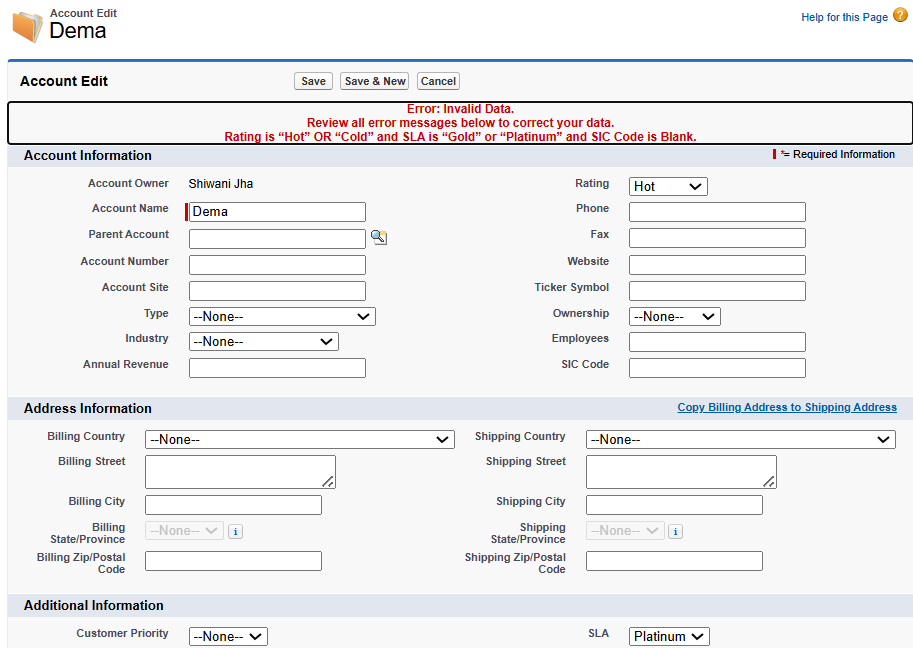 Account Edit
Dema
Help for this Page ?
Account Edit
Save
Save & New
Cancel
Error: Invalid Data.
Review all error messages below to correct your data.
Rating is “Hot” OR “Cold” and SLA is “Gold” or “Platinum” and SIC Code is Blank.
Account Information
*= Required Information
Account Owner Shiwani Jha
Rating Hot
Account Name Dema
Phone
Parent Account
Fax
Account Number
Website
Account Site
Ticker Symbol
Type --None--
Ownership --None--
Industry --None--
Employees
Annual Revenue
SIC Code
Address Information
Copy Billing Address to Shipping Address
Billing Country --None--
Shipping Country --None--
Billing Street
Shipping Street
Billing City
Shipping City
Billing
State/Province --None-- i
Shipping
State/Province --None-- i
Billing Zip/Postal
Code
Shipping Zip/Postal
Code
Additional Information
Customer Priority --None--
SLA Platinum